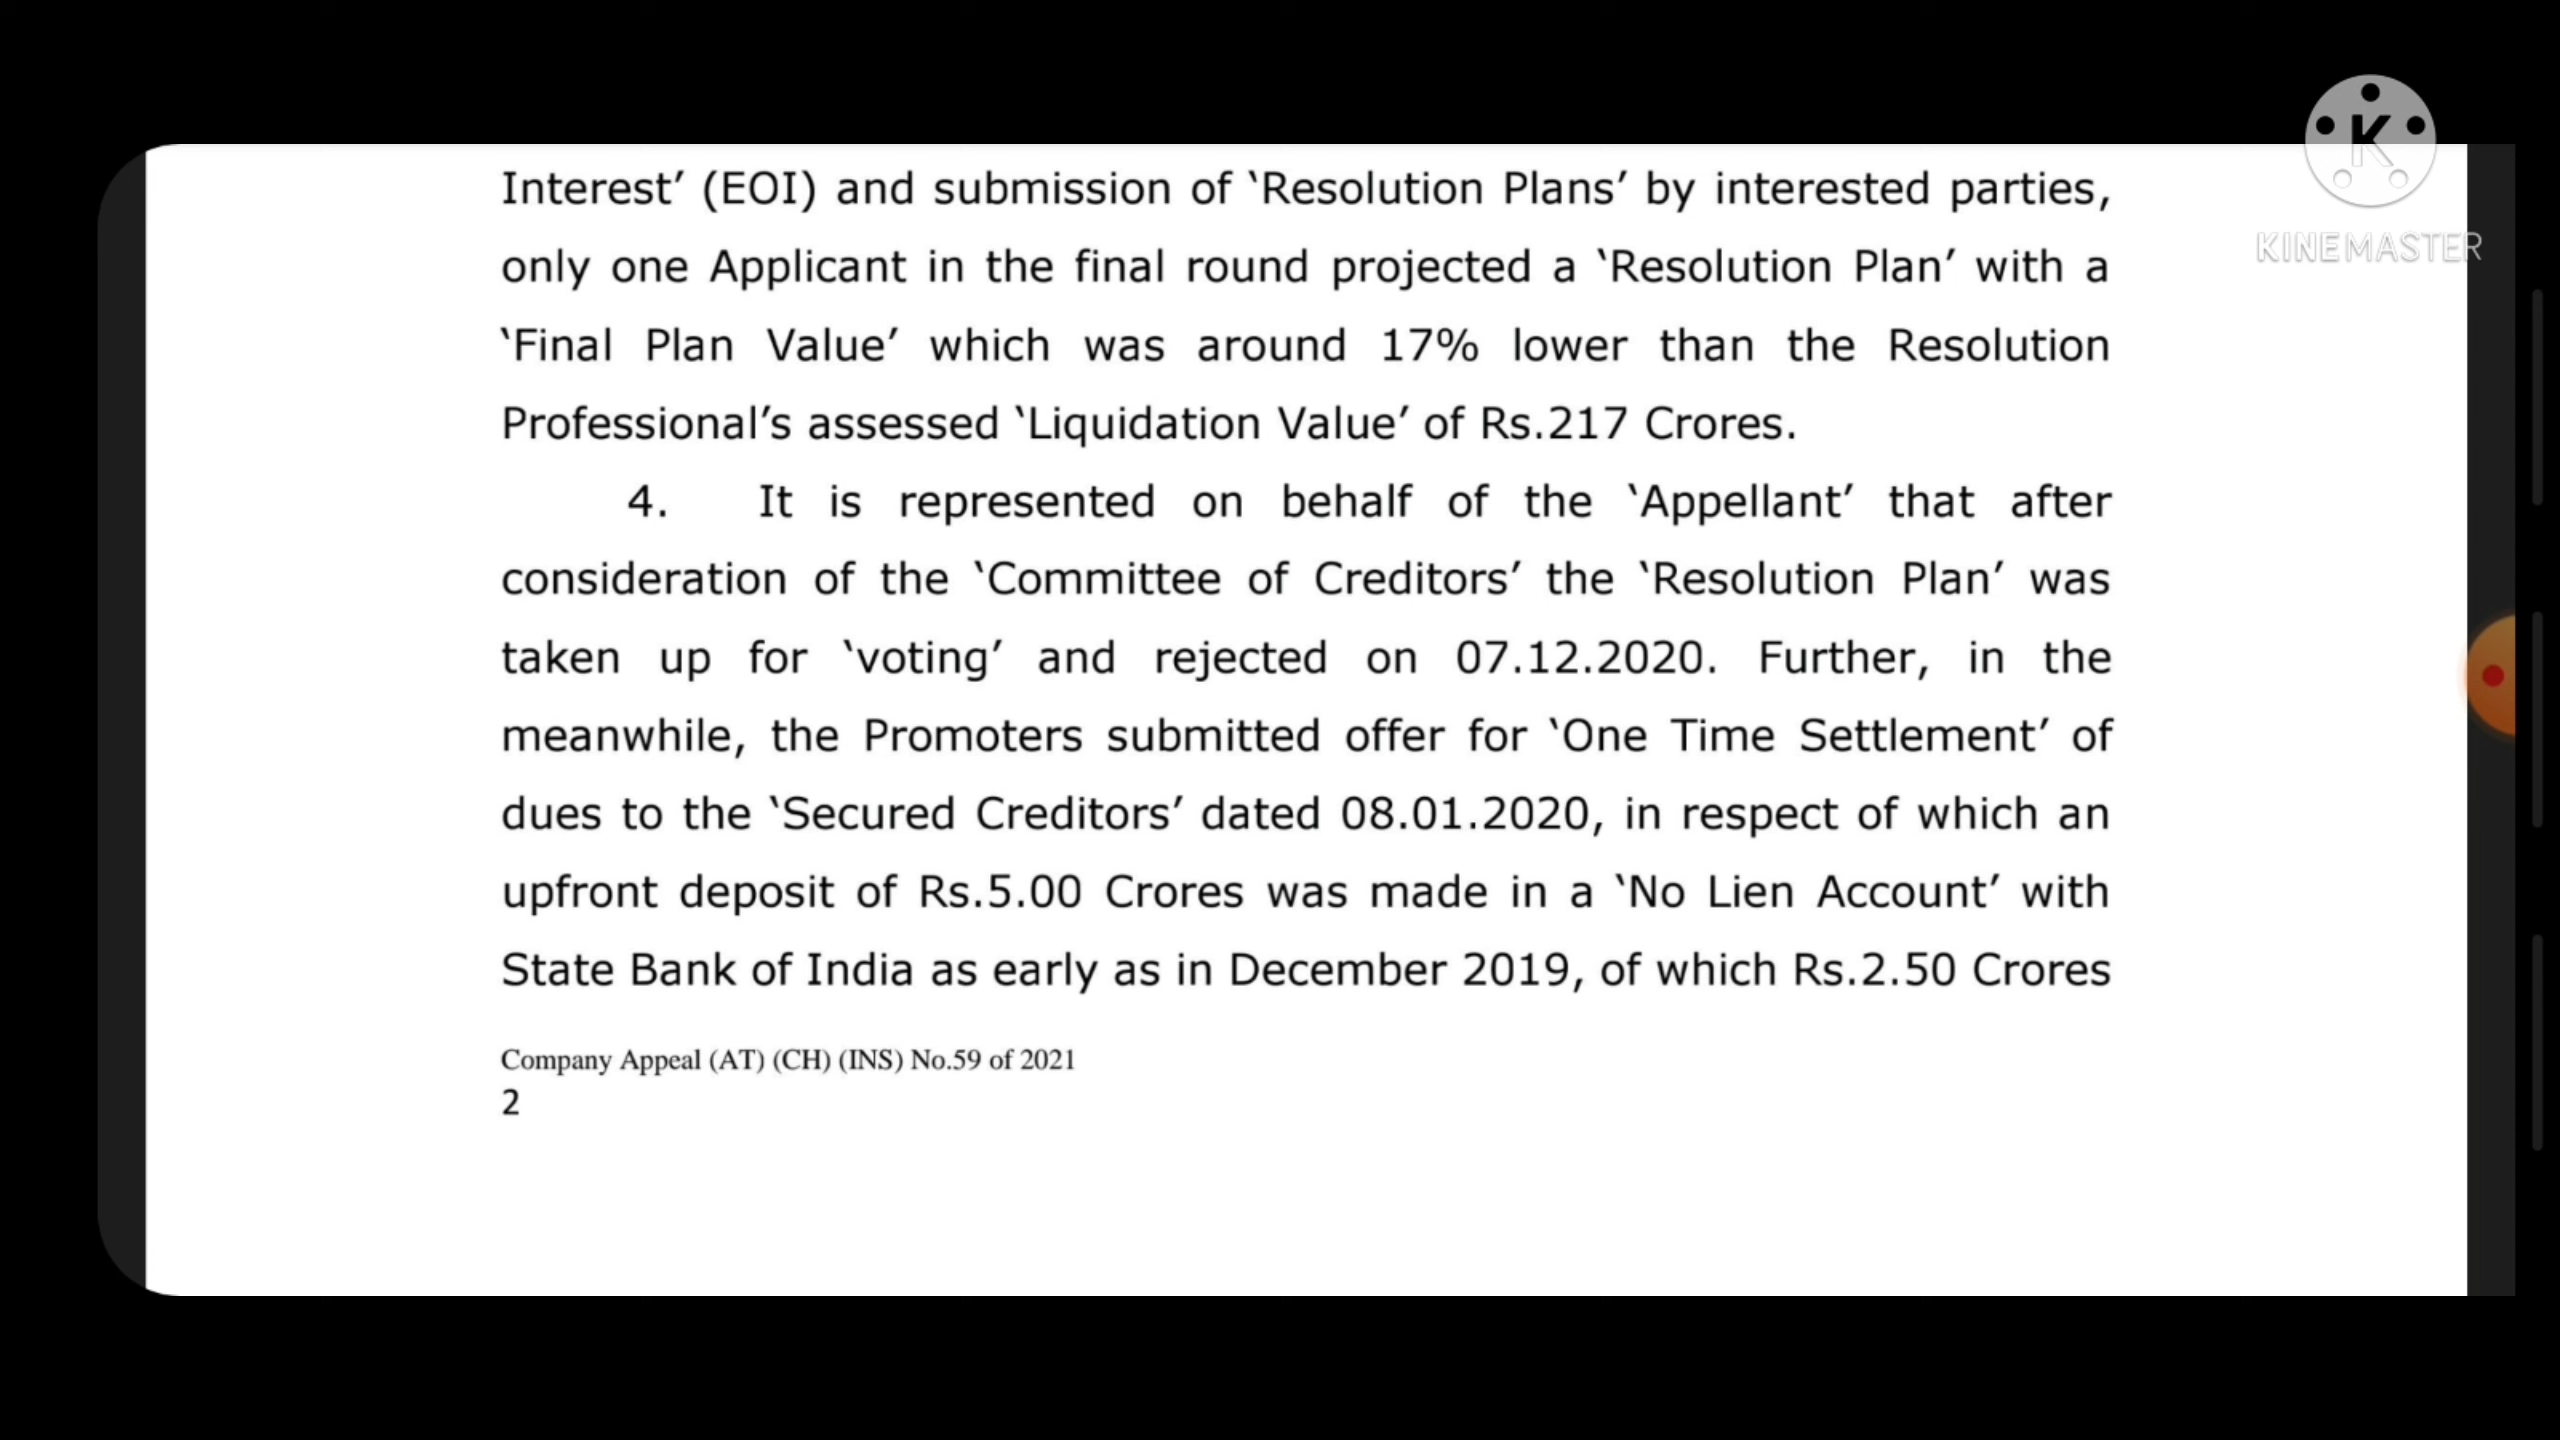 Interest’ (EOI) and submission of ‘Resolution Plans’ by interested parties,
only one Applicant in the final round projected a ‘Resolution Plan’ with a
‘Final Plan Value’ which was around 17% lower than the Resolution
Professional’s assessed ‘Liquidation Value’ of Rs.217 Crores.
4. It is represented on behalf of the ‘Appellant’ that after
consideration of the ‘Committee of Creditors’ the ‘Resolution Plan’ was
taken up for ‘voting’ and rejected on 07.12.2020. Further, in the
meanwhile, the Promoters submitted offer for ‘One Time Settlement’ of
dues to the ‘Secured Creditors’ dated 08.01.2020, in respect of which an
upfront deposit of Rs.5.00 Crores was made in a ‘No Lien Account’ with
State Bank of India as early as in December 2019, of which Rs.2.50 Crores
Company Appeal (AT) (CH) (INS) No.59 of 2021
2
K
KINEMASTER